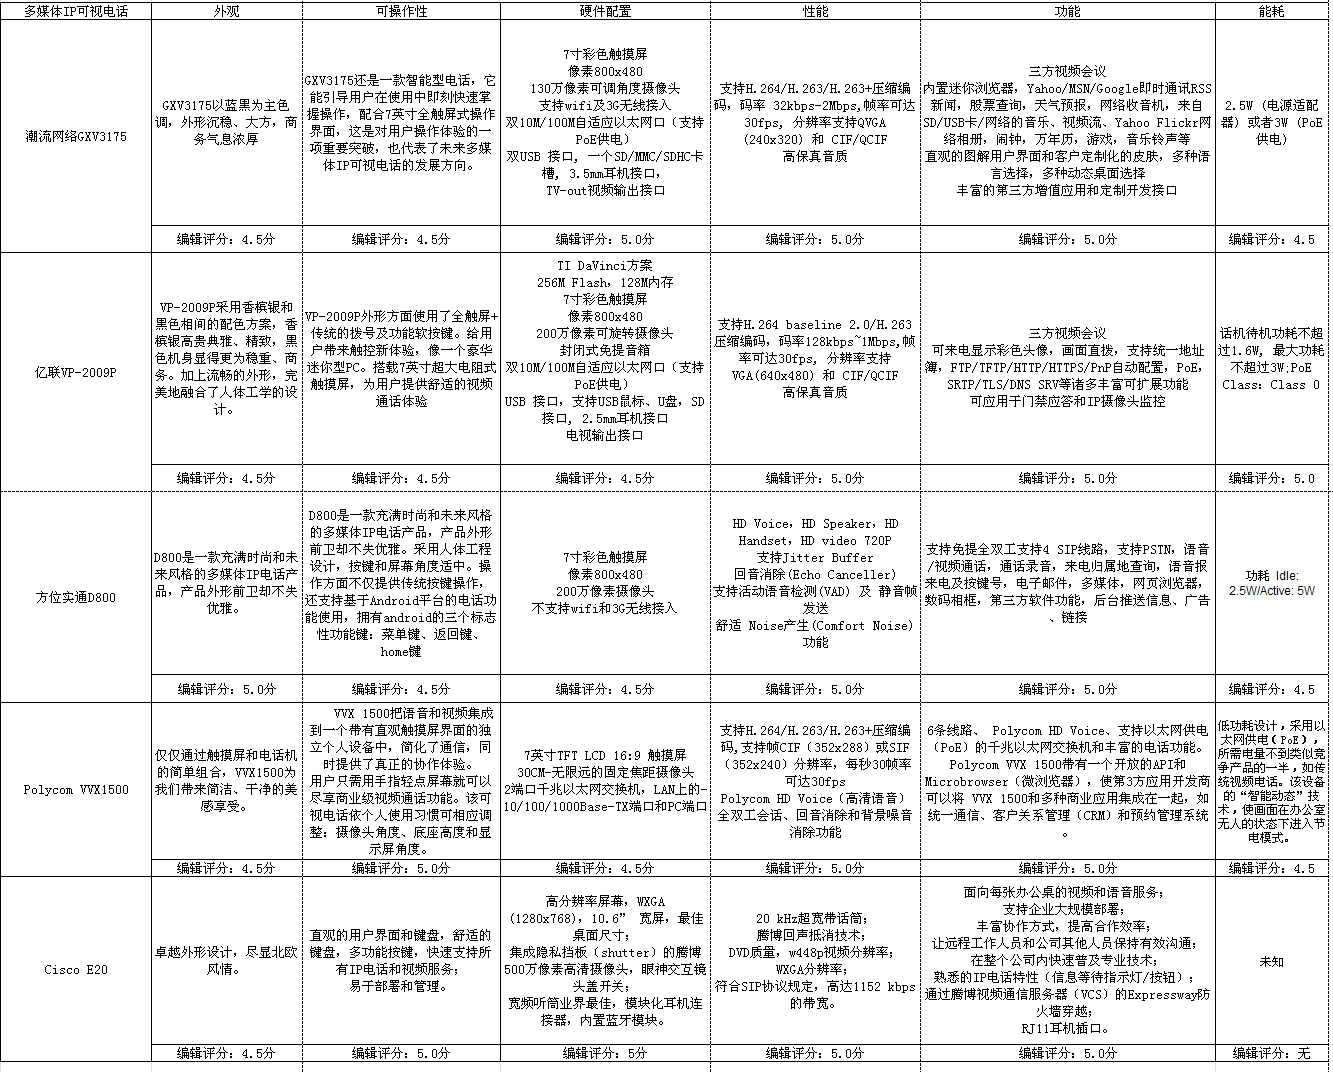 多媒体IP可视电话
外观
可操作性
硬件配置
性能
功能
能耗
潮流网络GXV3175
GXV3175以蓝黑为主色
调，外形沉稳、大方，商
务气息浓厚
GXV3175还是一款智能型电话，它
能引导用户在使用中即刻快速掌
握操作，配合7英寸全触屏式操作
界面，这是对用户操作体验的一
项重要突破，也代表了未来多媒
体IP可视电话的发展方向。
7寸彩色触摸屏
像素800x480
130万像素可调角度摄像头
支持wifi及3G无线接入
双10M/100M自适应以太网口（支持
PoE供电）
双USB 接口, 一个SD/MMC/SDHC卡
槽, 3.5mm耳机接口,
TV-out视频输出接口
支持H.264/H.263/H.263+压缩编
码，码率 32kbps-2Mbps,帧率可达
30fps, 分辨率支持QVGA
(240x320) 和 CIF/QCIF
高保真音质
三方视频会议
内置迷你浏览器，Yahoo/MSN/Google即时通讯RSS
新闻，股票查询，天气预报，网络收音机，来自
SD/USB卡/网络的音乐、视频流、Yahoo Flickr网
络相册，闹钟，万年历，游戏，音乐铃声等
直观的图解用户界面和客户定制化的皮肤，多种语
言选择，多种动态桌面选择
丰富的第三方增值应用和定制开发接口
2.5W (电源适配
器) 或者3W (PoE
供电)
编辑评分：4.5分
编辑评分：4.5分
编辑评分：5.0分
编辑评分：5.0分
编辑评分：5.0分
编辑评分：4.5
亿联VP-2009P
VP-2009P采用香槟银和
黑色相间的配色方案，香
槟银高贵典雅、精致，黑
色机身显得更为稳重、商
务。加上流畅的外形，完
美地融合了人体工学的设
计。
VP-2009P外形方面使用了全触屏+
传统的拨号及功能软按键。给用
户带来触控新体验，像一个豪华
迷你型PC。搭载7英寸超大电阻式
触摸屏，为用户提供舒适的视频
通话体验
TI DaVinci方案
256M Flash，128M内存
7寸彩色触摸屏
像素800x480
200万像素可旋转摄像头
封闭式免提音箱
双10M/100M自适应以太网口（支持
PoE供电）
USB 接口，支持USB鼠标、U盘，SD
接口, 2.5mm耳机接口
电视输出接口
支持H.264 baseline 2.0/H.263
压缩编码，码率128kbps~1Mbps,帧
率可达30fps, 分辨率支持
VGA(640x480) 和 CIF/QCIF
高保真音质
三方视频会议
可来电显示彩色头像，画面直拨，支持统一地址
簿，FTP/TFTP/HTTP/HTTPS/PnP自动配置，PoE，
SRTP/TLS/DNS SRV等诸多丰富可扩展功能
可应用于门禁应答和IP摄像头监控
话机待机功耗不超
过1.6W, 最大功耗
不超过3W;PoE
Class：Class 0
编辑评分：4.5分
编辑评分：4.5分
编辑评分：4.5分
编辑评分：5.0分
编辑评分：5.0分
编辑评分：5.0
方位实通D800
D800是一款充满时尚和未
来风格的多媒体IP电话产
品，产品外形前卫却不失
优雅。
D800是一款充满时尚和未来风格
的多媒体IP电话产品，产品外形
前卫却不失优雅。采用人体工程
设计，按键和屏幕角度适中。操
作方面不仅提供传统按键操作，
还支持基于Android平台的电话功
能使用，拥有android的三个标志
性功能键：菜单键、返回键、
home键
7寸彩色触摸屏
像素800x480
200万像素摄像头
不支持wifi和3G无线接入
HD Voice，HD Speaker，HD
Handset，HD video 720P
支持Jitter Buffer
回音消除(Echo Canceller)
支持活动语音检测(VAD) 及 静音帧
发送
舒适 Noise产生(Comfort Noise)
功能
支持免提全双工支持4 SIP线路，支持PSTN，语音
/视频通话，通话录音，来电归属地查询，语音报
来电及按键号，电子邮件，多媒体，网页浏览器，
数码相框，第三方软件功能，后台推送信息、广告
、链接
功耗 Idle:
2.5W/Active: 5W
编辑评分：5.0分
编辑评分：4.5分
编辑评分：4.5分
编辑评分：5.0分
编辑评分：5.0分
编辑评分：4.5
Polycom VVX1500
仅仅通过触摸屏和电话机
的简单组合，VVX1500为
我们带来简洁、干净的美
感享受。
VVX 1500把语音和视频集成
到一个带有直观触摸屏界面的独
立个人设备中，简化了通信，同
时提供了真正的协作体验。
用户只需用手指轻点屏幕就可以
尽享商业级视频通话功能。该可
视电话依个人使用习惯可相应
调整：摄像头角度、底座高度和显
示屏角度。
7英寸TFT LCD 16:9 触摸屏
30CM-无限远的固定焦距摄像头
2端口千兆以太网交换机，LAN上的-
10/100/1000Base-TX端口和PC端口
支持H.264/H.263/H.263+压缩编
码,支持帧CIF（352x288）或SIF
（352x240）分辨率，每秒30帧率
可达30fps
Polycom HD Voice（高清语音）
全双工会话、回音消除和背景噪音
消除功能
6条线路、 Polycom HD Voice、支持以太网供电
（PoE）的千兆以太网交换机和丰富的电话功能。
Polycom VVX 1500带有一个开放的API和
Microbrowser（微浏览器），使第3方应用开发商
可以将 VVX 1500和多种商业应用集成在一起，如
统一通信、客户关系管理（CRM）和预约管理系统
。
低功耗设计，采用以
太网供电（PoE），
所需电量不到类似竞
争产品的一半，如传
统视频电话。该设备
的“智能动态”技
术，使画面在办公室
无人的状态下进入节
电模式。
编辑评分：4.5分
编辑评分：5.0分
编辑评分：4.5分
编辑评分：5.0分
编辑评分：5.0分
编辑评分：4.5
Cisco E20
卓越外形设计，尽显北欧
风情。
直观的用户界面和键盘，舒适的
键盘，多功能按键，快速支持所
有IP电话和视频服务；
易于部署和管理。
高分辨率屏幕，WXGA
(1280x768)，10.6” 宽屏，最佳
桌面尺寸；
集成隐私挡板（shutter）的腾博
500万像素高清摄像头，眼神交互镜
头盖开关；
宽频听筒业界最佳，模块化耳机连
接器，内置蓝牙模块。
20 kHz超宽带话筒；
腾博回声抵消技术；
DVD质量，w448p视频分辨率；
WXGA分辨率；
符合SIP协议规定，高达1152 kbps
的带宽。
面向每张办公桌的视频和语音服务；
支持企业大规模部署；
丰富协作方式，提高合作效率；
让远程工作人员和公司其他人员保持有效沟通；
在整个公司内快速普及专业技术；
熟悉的IP电话特性（信息等待指示灯/按钮）；
通过腾博视频通信服务器（VCS）的Expressway防
火墙穿越；
RJ11耳机插口。
未知
编辑评分：4.5分
编辑评分：5.0分
编辑评分：5分
编辑评分：5.0分
编辑评分：5.0分
编辑评分：无